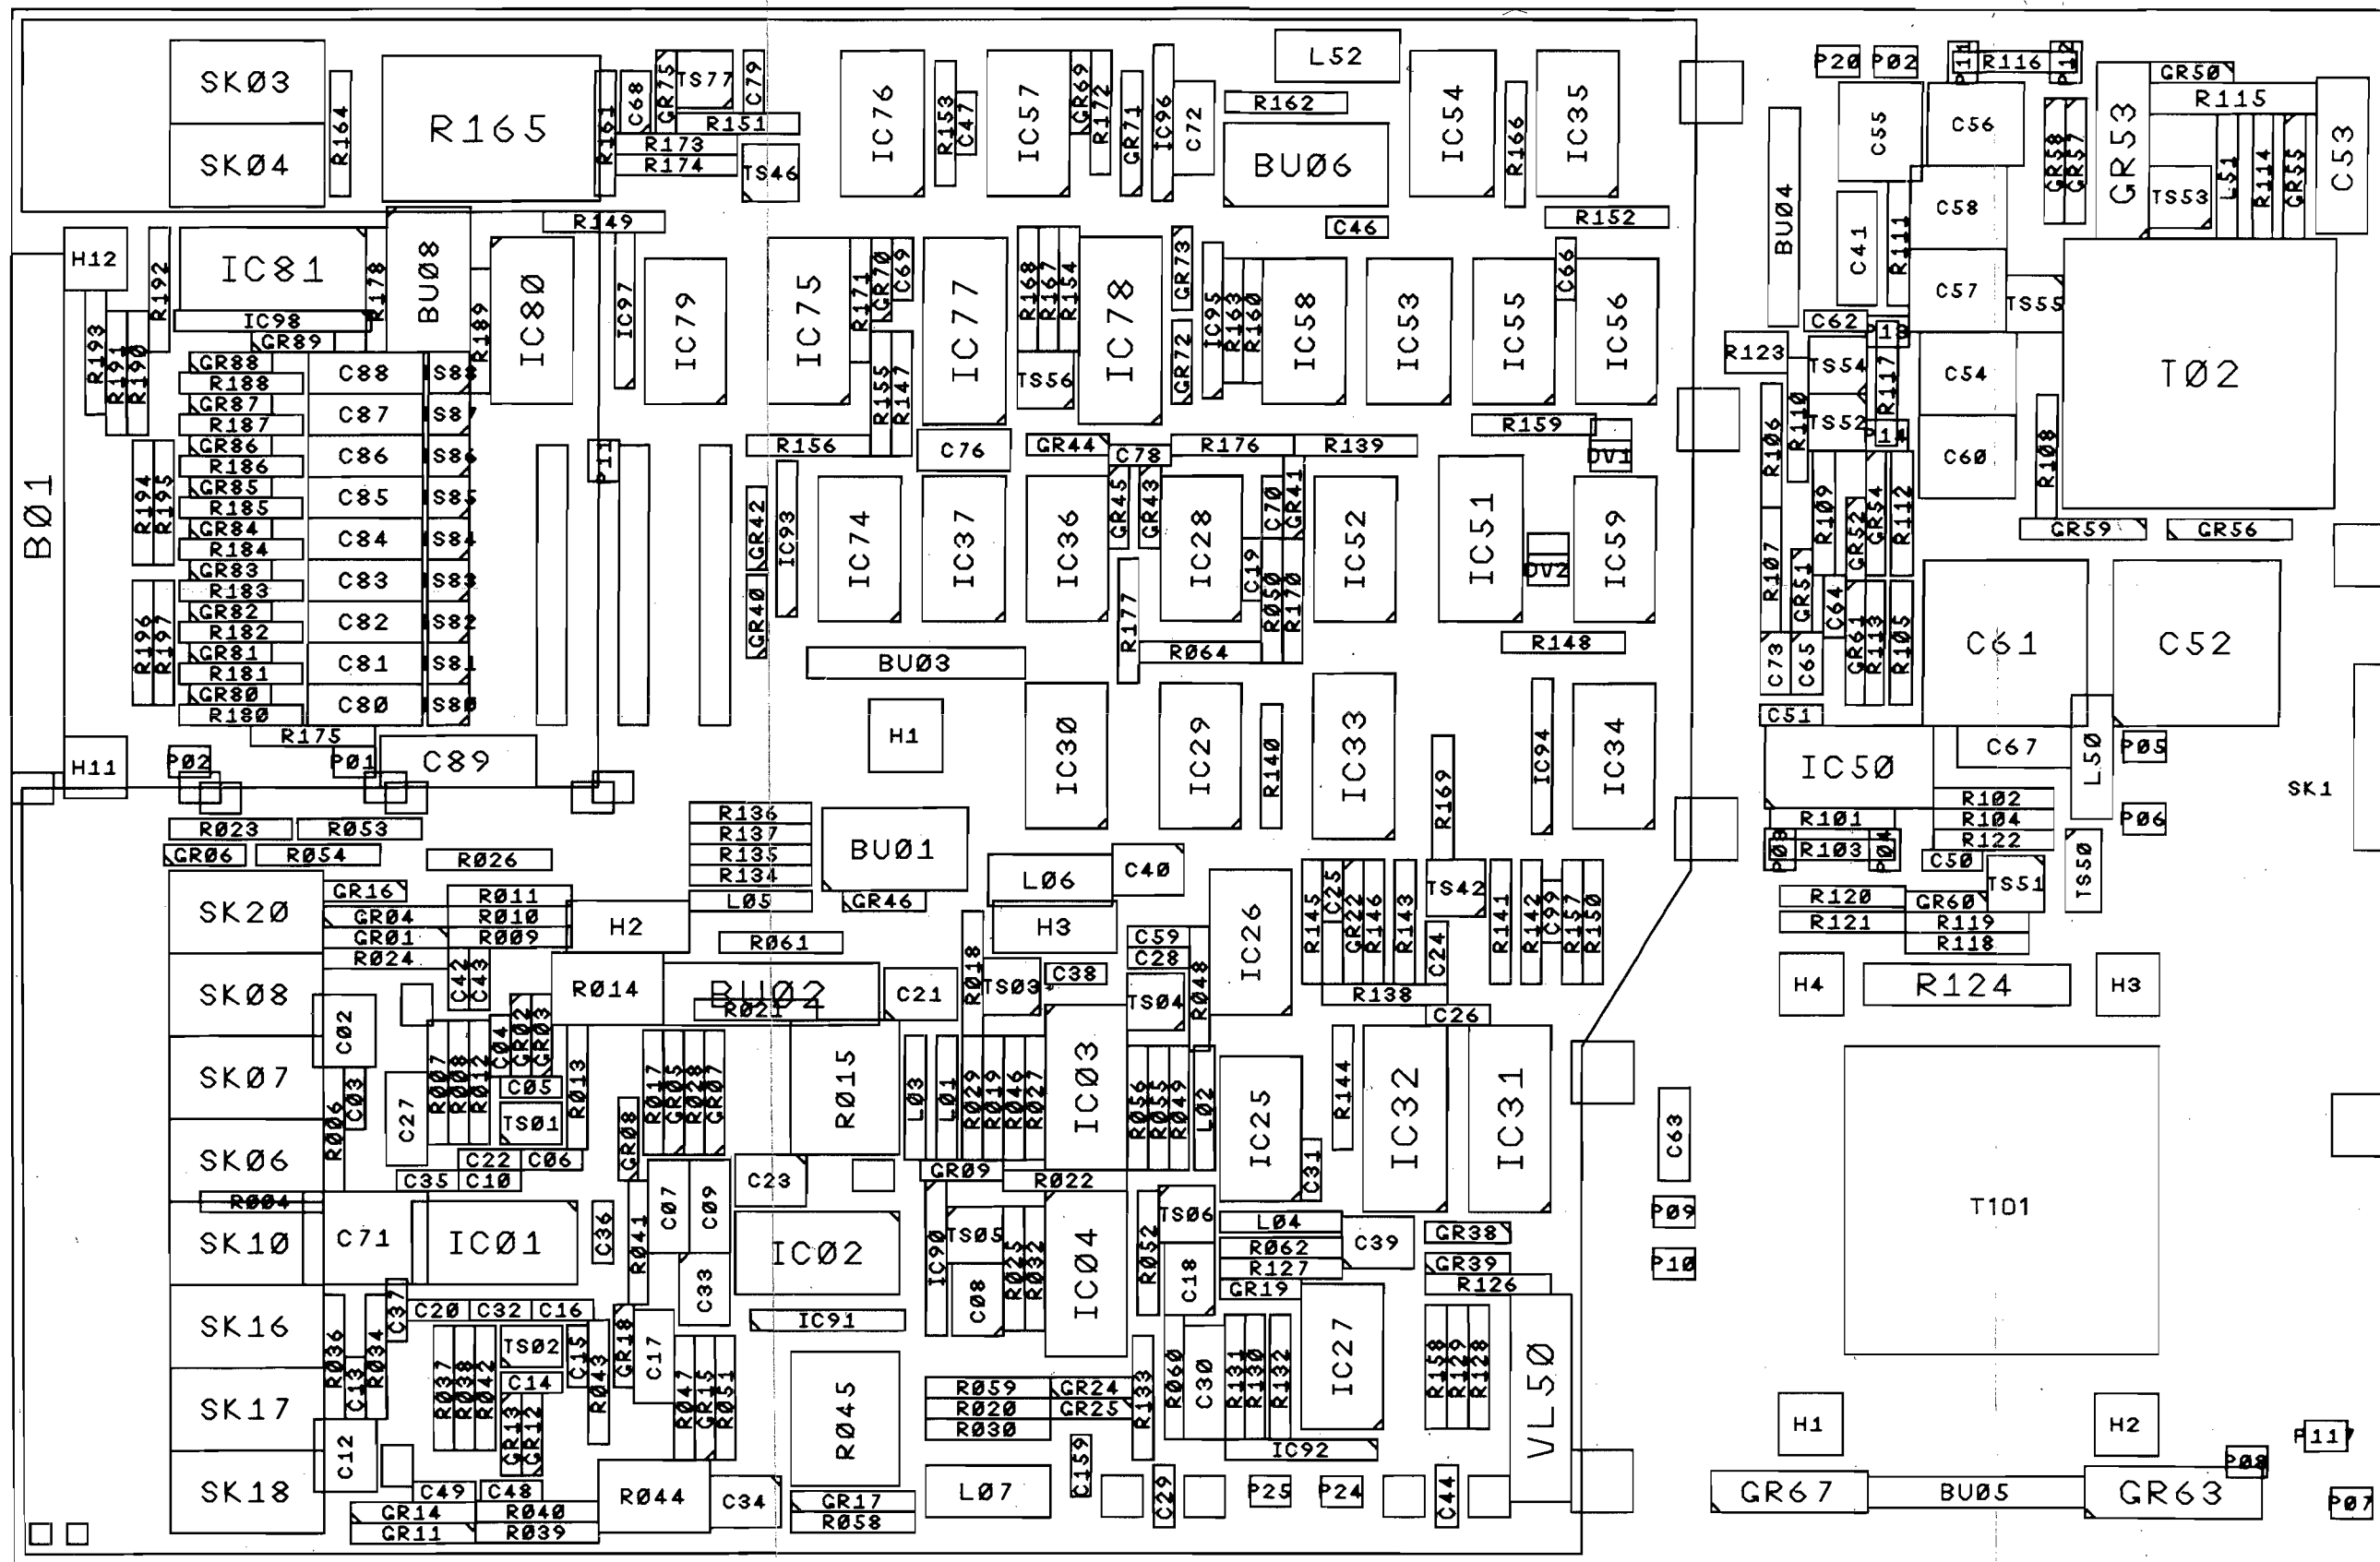 SK03
SK04
R164
R165
R161
C68
GR75
TS77
C79
R151
R173
R174
TS46
IC76
R153
C47
IC57
GR69
R172
GR71
IC96
C72
L52
R162
BU06
IC54
R166
IC35
R152
C46
P20
P02
P11
R116
P12
C55
C56
GR58
GR57
GR53
GR50
R115
TS53
L51
R114
GR55
C53
BU04
C41
R111
C58
C57
TS55
T02
H12
R192
IC81
R178
BU08
R149
IC80
R189
IC97
IC79
IC75
R171
GR70
C69
IC77
R168
R167
R154
IC78
GR73
GR72
IC95
R163
R160
IC58
IC53
IC55
C66
IC56
R193
R191
R190
IC98
GR89
GR88
R188
C88
S88
GR87
R187
C87
S87
GR86
R186
C86
S86
GR85
R185
C85
S85
GR84
R184
C84
S84
GR83
R183
C83
S83
GR82
R182
C82
S82
GR81
R181
C81
S81
GR80
R180
C80
S80
B01
R194
R195
R196
R197
R175
H11
P02
P01
C89
P11
R155
R147
TS56
R156
C76
GR44
C78
R176
R139
R159
DV1
GR42
IC93
GR40
IC74
IC37
IC36
GR45
GR43
IC28
C70
GR41
C19
R050
R170
IC52
IC51
DV2
IC59
R177
R064
R148
BU03
H1
IC30
IC29
R140
IC33
R169
IC94
IC34
C62
R123
TS54
TS52
R117
P13
P14
R110
R106
R107
C54
C60
R108
GR59
GR56
R109
GR52
GR54
R112
GR51
C64
GR61
R113
R105
C73
C65
C51
C61
C52
IC50
C67
L50
P05
P06
SK1
R101
R102
R104
R122
P03
R103
P04
C50
TS51
TS50
R120
GR60
R121
R119
R118
H4
R124
H3
R023
R053
GR06
R054
R026
R136
R137
R135
R134
L05
BU01
GR46
L06
C40
H3
SK20
GR16
R011
GR04
R010
GR01
R009
R024
H2
R061
SK08
C42
C43
R014
BU02
R021
C21
R018
TS03
C38
C59
C28
TS04
R048
IC26
R145
C25
GR22
R146
R143
TS42
C24
R141
R142
C99
R157
R150
R138
C26
C02
SK07
C03
R006
C27
R007
R008
R012
C04
GR02
GR03
C05
TS01
R013
R017
GR05
R028
GR07
GR08
R015
L03
L01
R029
R019
R046
R027
IC03
R056
R055
R049
L02
IC25
C31
R144
IC32
IC31
C63
T101
SK06
C22
C06
C35
C10
R004
SK10
C71
IC01
C36
R041
C07
C09
C23
IC02
C33
GR09
R022
IC90
TS05
C08
R025
R032
IC04
R052
TS06
C18
L04
R062
R127
GR19
C39
GR38
GR39
R126
P09
P10
SK16
R036
C13
R034
C37
C20
C32
C16
TS02
C15
R043
GR18
C17
IC91
R037
R038
R042
C14
GR13
GR12
R047
GR15
R051
R045
SK17
C12
SK18
R059
GR24
R020
GR25
R030
R133
R060
C30
R131
R130
R132
IC27
IC92
R158
R129
R128
VL50
H1
H2
P117
P08
P07
C49
C48
GR14
R040
GR11
R039
R044
C34
GR17
R058
L07
C159
C29
P25
P24
C44
GR67
BU05
GR63